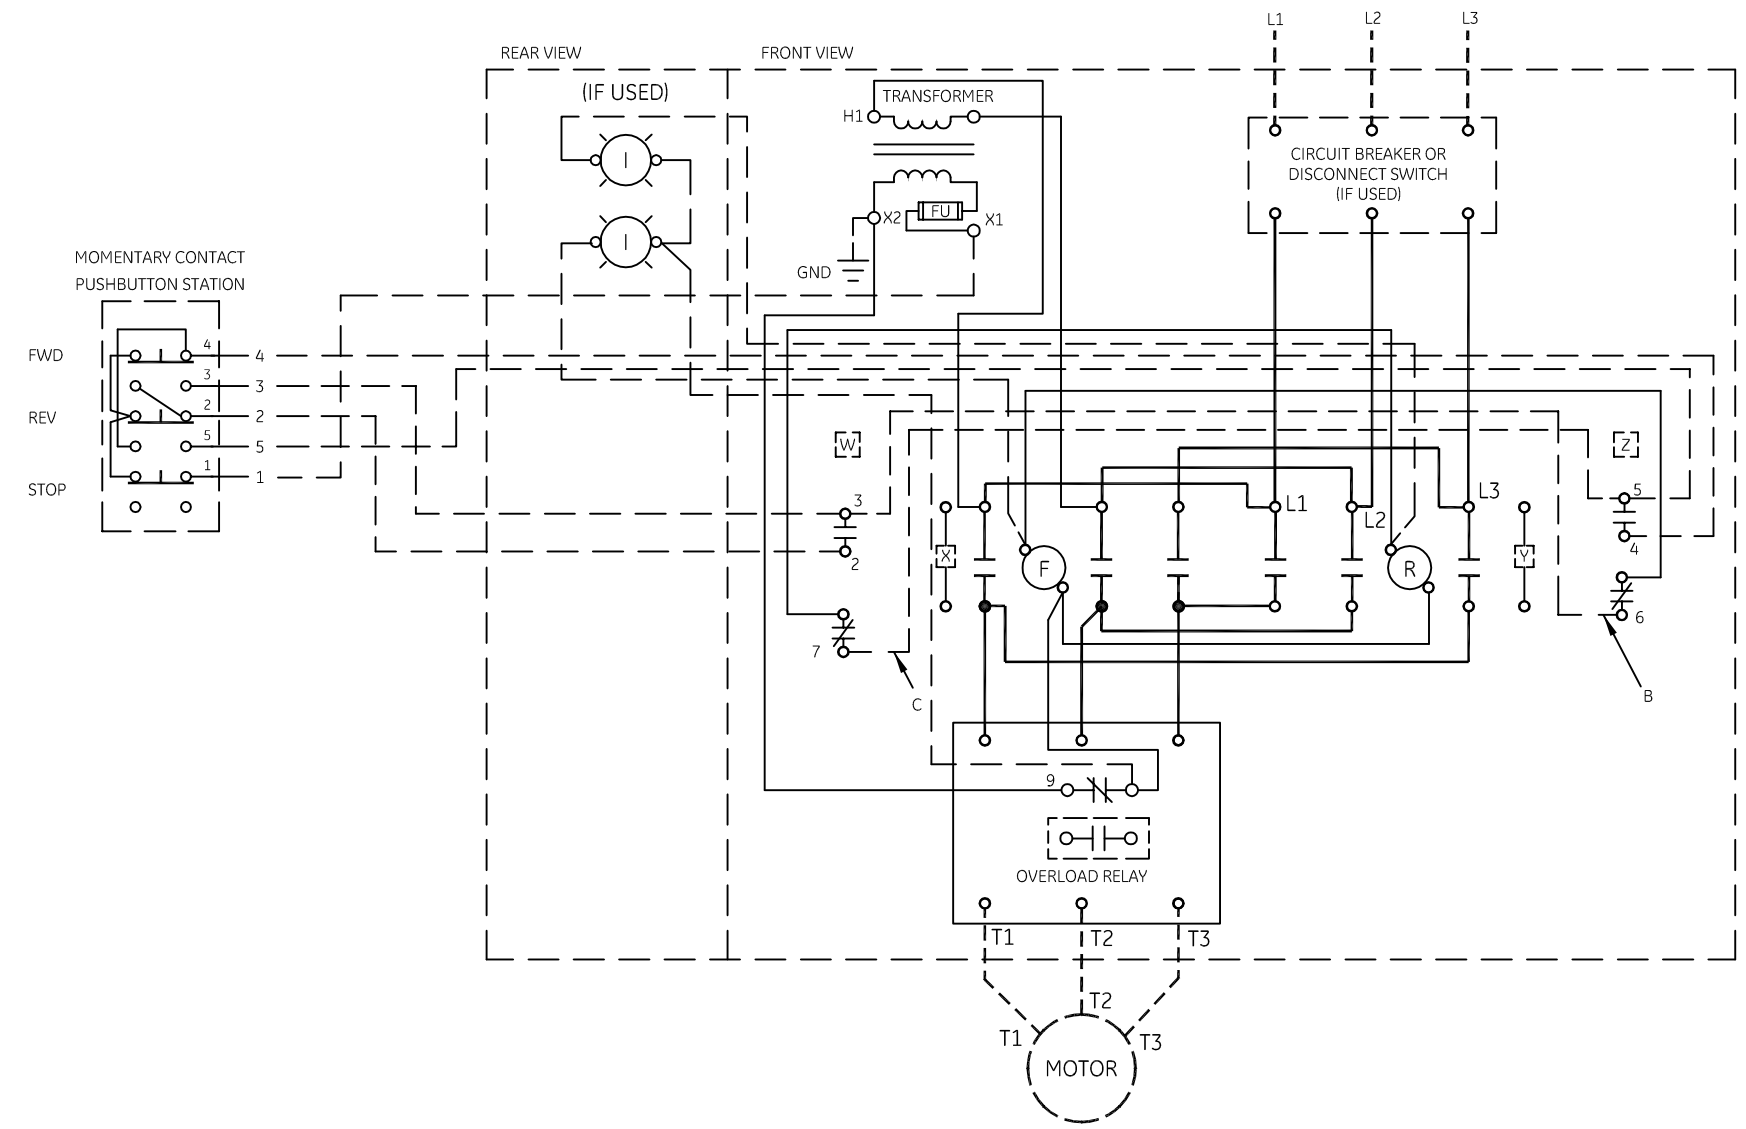 L1
L2
L3
REAR VIEW
FRONT VIEW
(IF USED)
TRANSFORMER
H1
I
CIRCUIT BREAKER OR
DISCONNECT SWITCH
(IF USED)
FU
X2
X1
I
GND
MOMENTARY CONTACT
PUSHBUTTON STATION
FWD
4
4
3
3
REV
2
2
5
5
STOP
1
1
W
Z
3
5
L1
L2
L3
2
X
F
R
Y
4
7
6
C
B
9
OVERLOAD RELAY
T1
T2
T3
T2
T1
T3
MOTOR